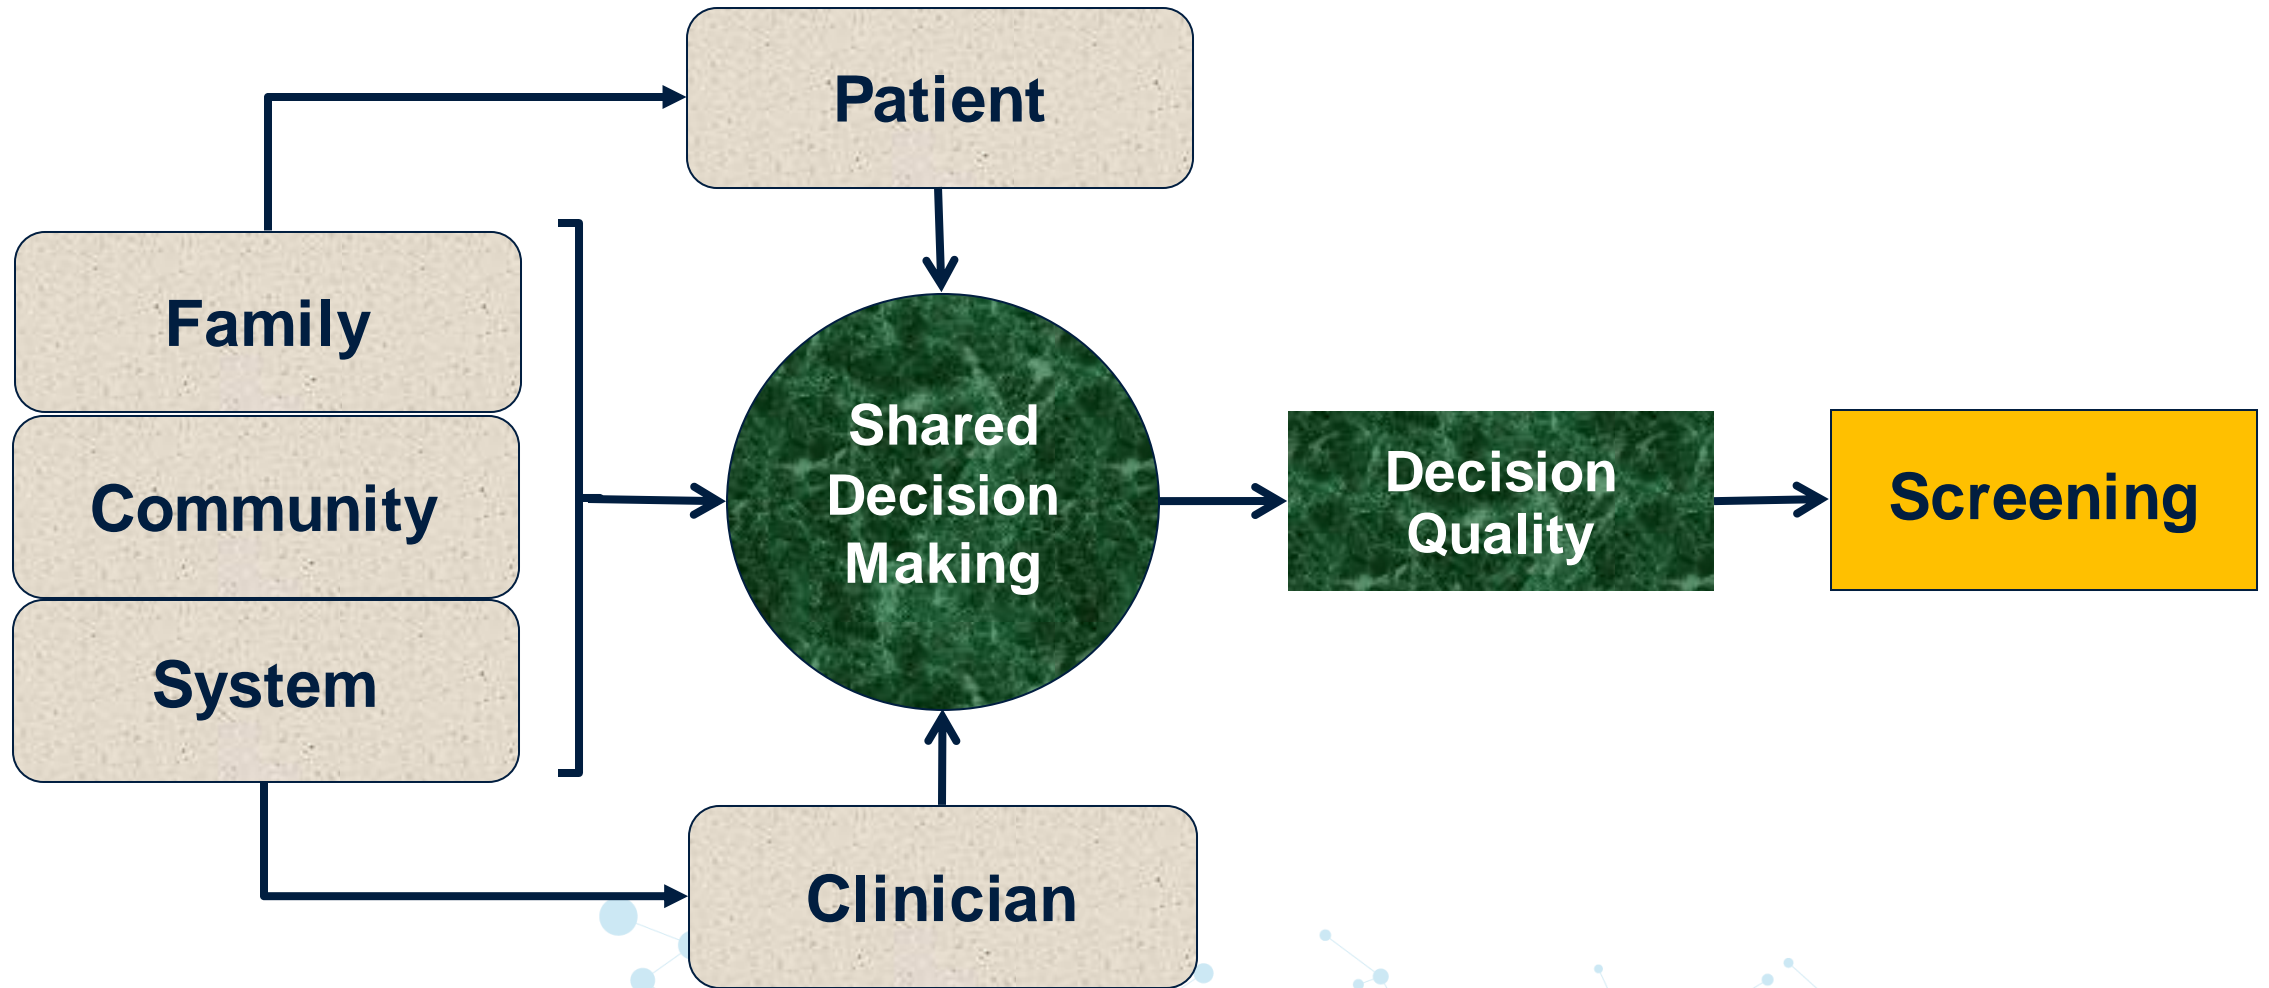 Patient
Family
Community
System
Shared
Decision
Making
Decision
Quality
Screening
Clinician